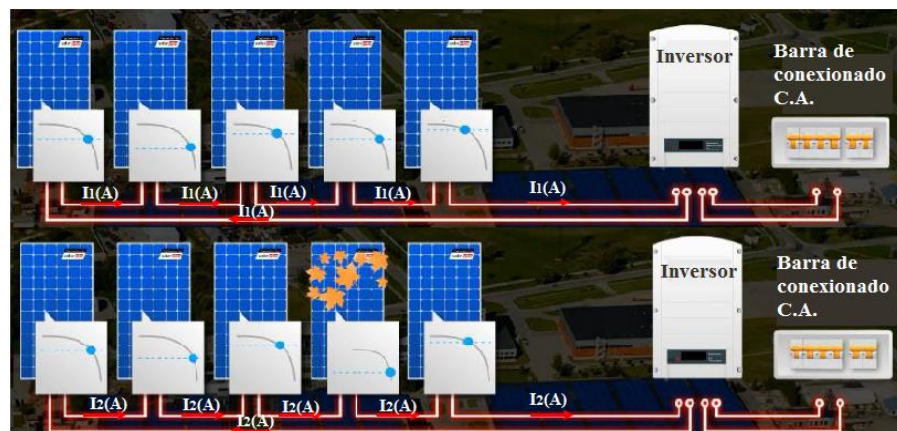 Inversor
Barra de
conexionado
C.A.
I1(A)
I1(A)
I1(A)
I1(A)
I1(A)
I1(A)
Inversor
Barra de
conexionado
C.A.
I2(A)
I2(A)
I2(A)
I2(A)
I2(A)
I2(A)